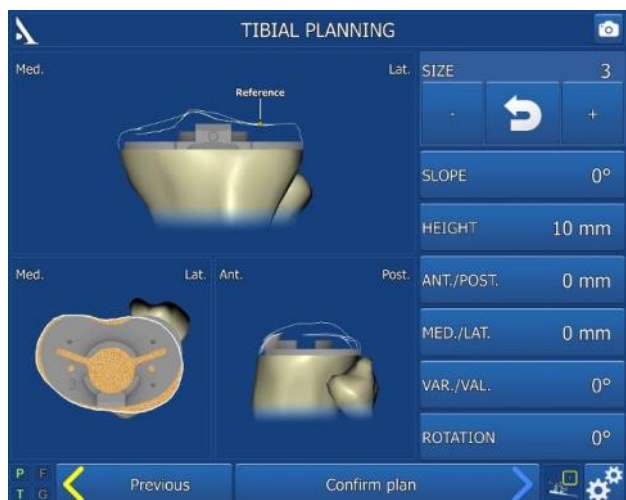 TIBIAL PLANNING
Med.
Lat.
Reference
SIZE 3
- +
SLOPE 0°
HEIGHT 10 mm
Med.
Lat.
Ant.
Post.
ANT./POST. 0 mm
MED./LAT. 0 mm
3
VAR./VAL. 0°
ROTATION 0°
P F
T G
Previous
Confirm plan